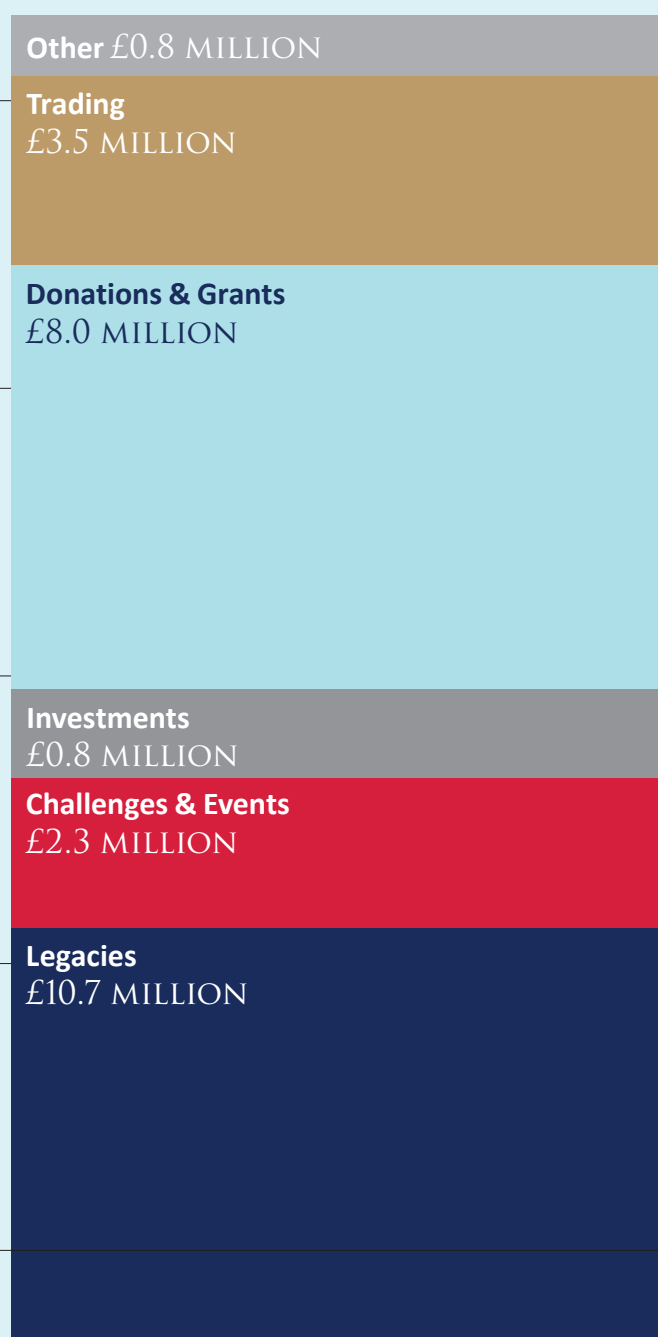 Other £0.8 MILLION
Trading
£3.5 MILLION
Donations & Grants
£8.0 MILLION
Investments
£0.8 MILLION
Challenges & Events
£2.3 MILLION
Legacies
£10.7 MILLION